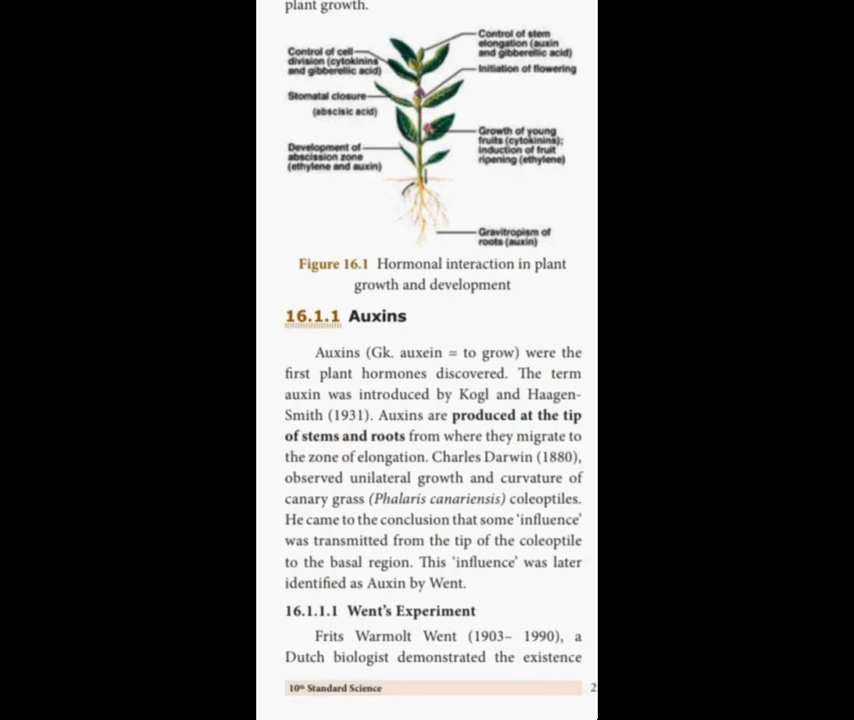 plant growth.
Control of stem
elongation (auxin
and gibberellic acid)
Control of cell
division (cytokinins
and gibberellic acid)
Initiation of flowering
Stomatal closure
(abscisic acid)
Growth of young
fruits (cytokinins);
induction of fruit
ripening (ethylene)
Development of
abscission zone
(ethylene and auxin)
Gravitropism of
roots (auxin)
Figure 16.1 Hormonal interaction in plant
growth and development
16.1.1 Auxins
Auxins (Gk. auxein = to grow) were the
first plant hormones discovered. The term
auxin was introduced by Kogl and Haagen-
Smith (1931). Auxins are produced at the tip
of stems and roots from where they migrate to
the zone of elongation. Charles Darwin (1880),
observed unilateral growth and curvature of
canary grass (Phalaris canariensis) coleoptiles.
He came to the conclusion that some 'influence'
was transmitted from the tip of the coleoptile
to the basal region. This 'influence' was later
identified as Auxin by Went.
16.1.1.1 Went's Experiment
Frits Warmolt Went (1903– 1990), a
Dutch biologist demonstrated the existence
10th Standard Science
2